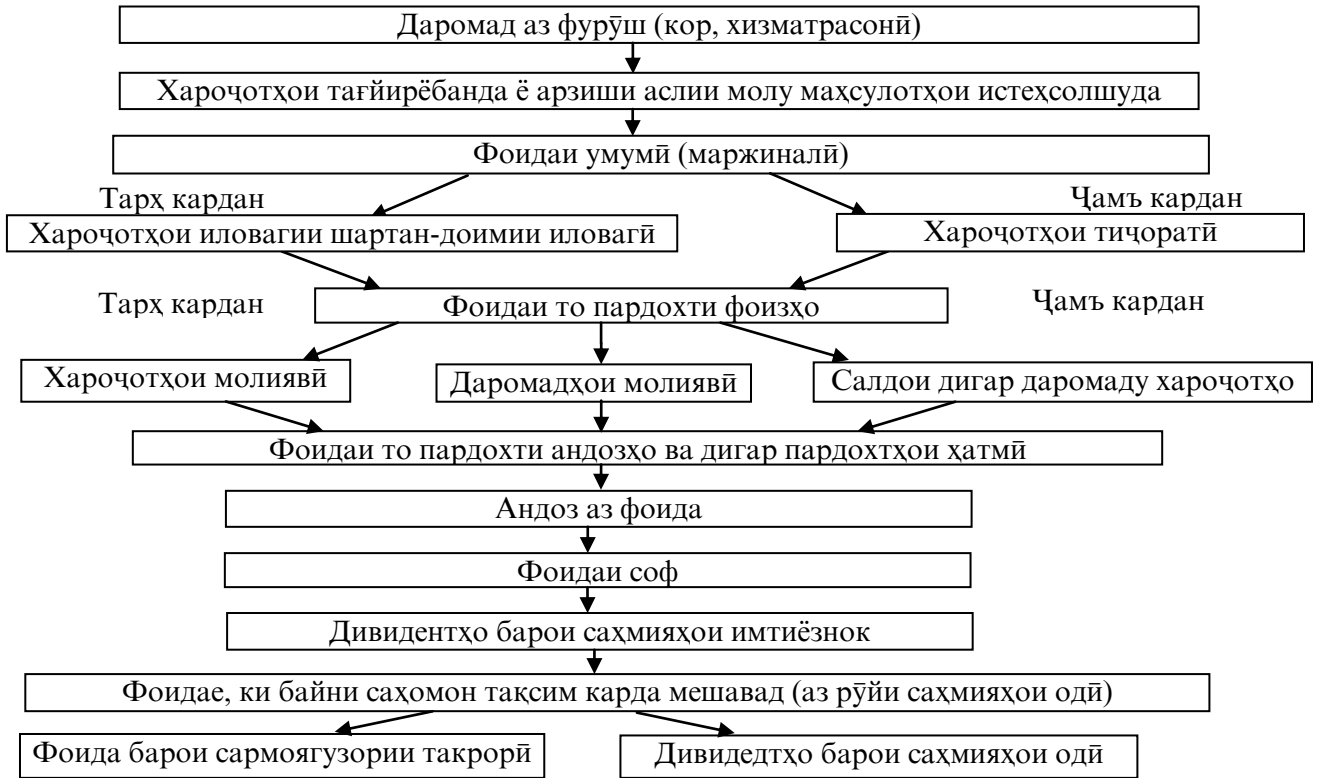 Даромад аз фурӯш (кор, хизматрасонӣ)
Хароҷотҳои тағйирёбанда ё арзиши аслии молу маҳсулотҳои истеҳсолшуда
Фоидаи умумӣ (маржиналӣ)
Тарҳ кардан
Ҷамъ кардан
Хароҷотҳои иловагии шартан-доимии иловагӣ
Хароҷотҳои тиҷоратӣ
Тарҳ кардан
Фоидаи то пардохти фоизҳо
Ҷамъ кардан
Хароҷотҳои молиявӣ
Даромадҳои молиявӣ
Салдои дигар даромаду хароҷотҳо
Фоидаи то пардохти андозҳо ва дигар пардохтҳои ҳатмӣ
Андоз аз фоида
Фоидаи соф
Дивидентҳо барои саҳмияҳои имтиёзнок
Фоидае, ки байни саҳомон тақсим карда мешавад (аз рӯйи саҳмияҳои одӣ)
Фоида барои сармоягузории такрорӣ
Дивидедтҳо барои саҳмияҳои одӣ